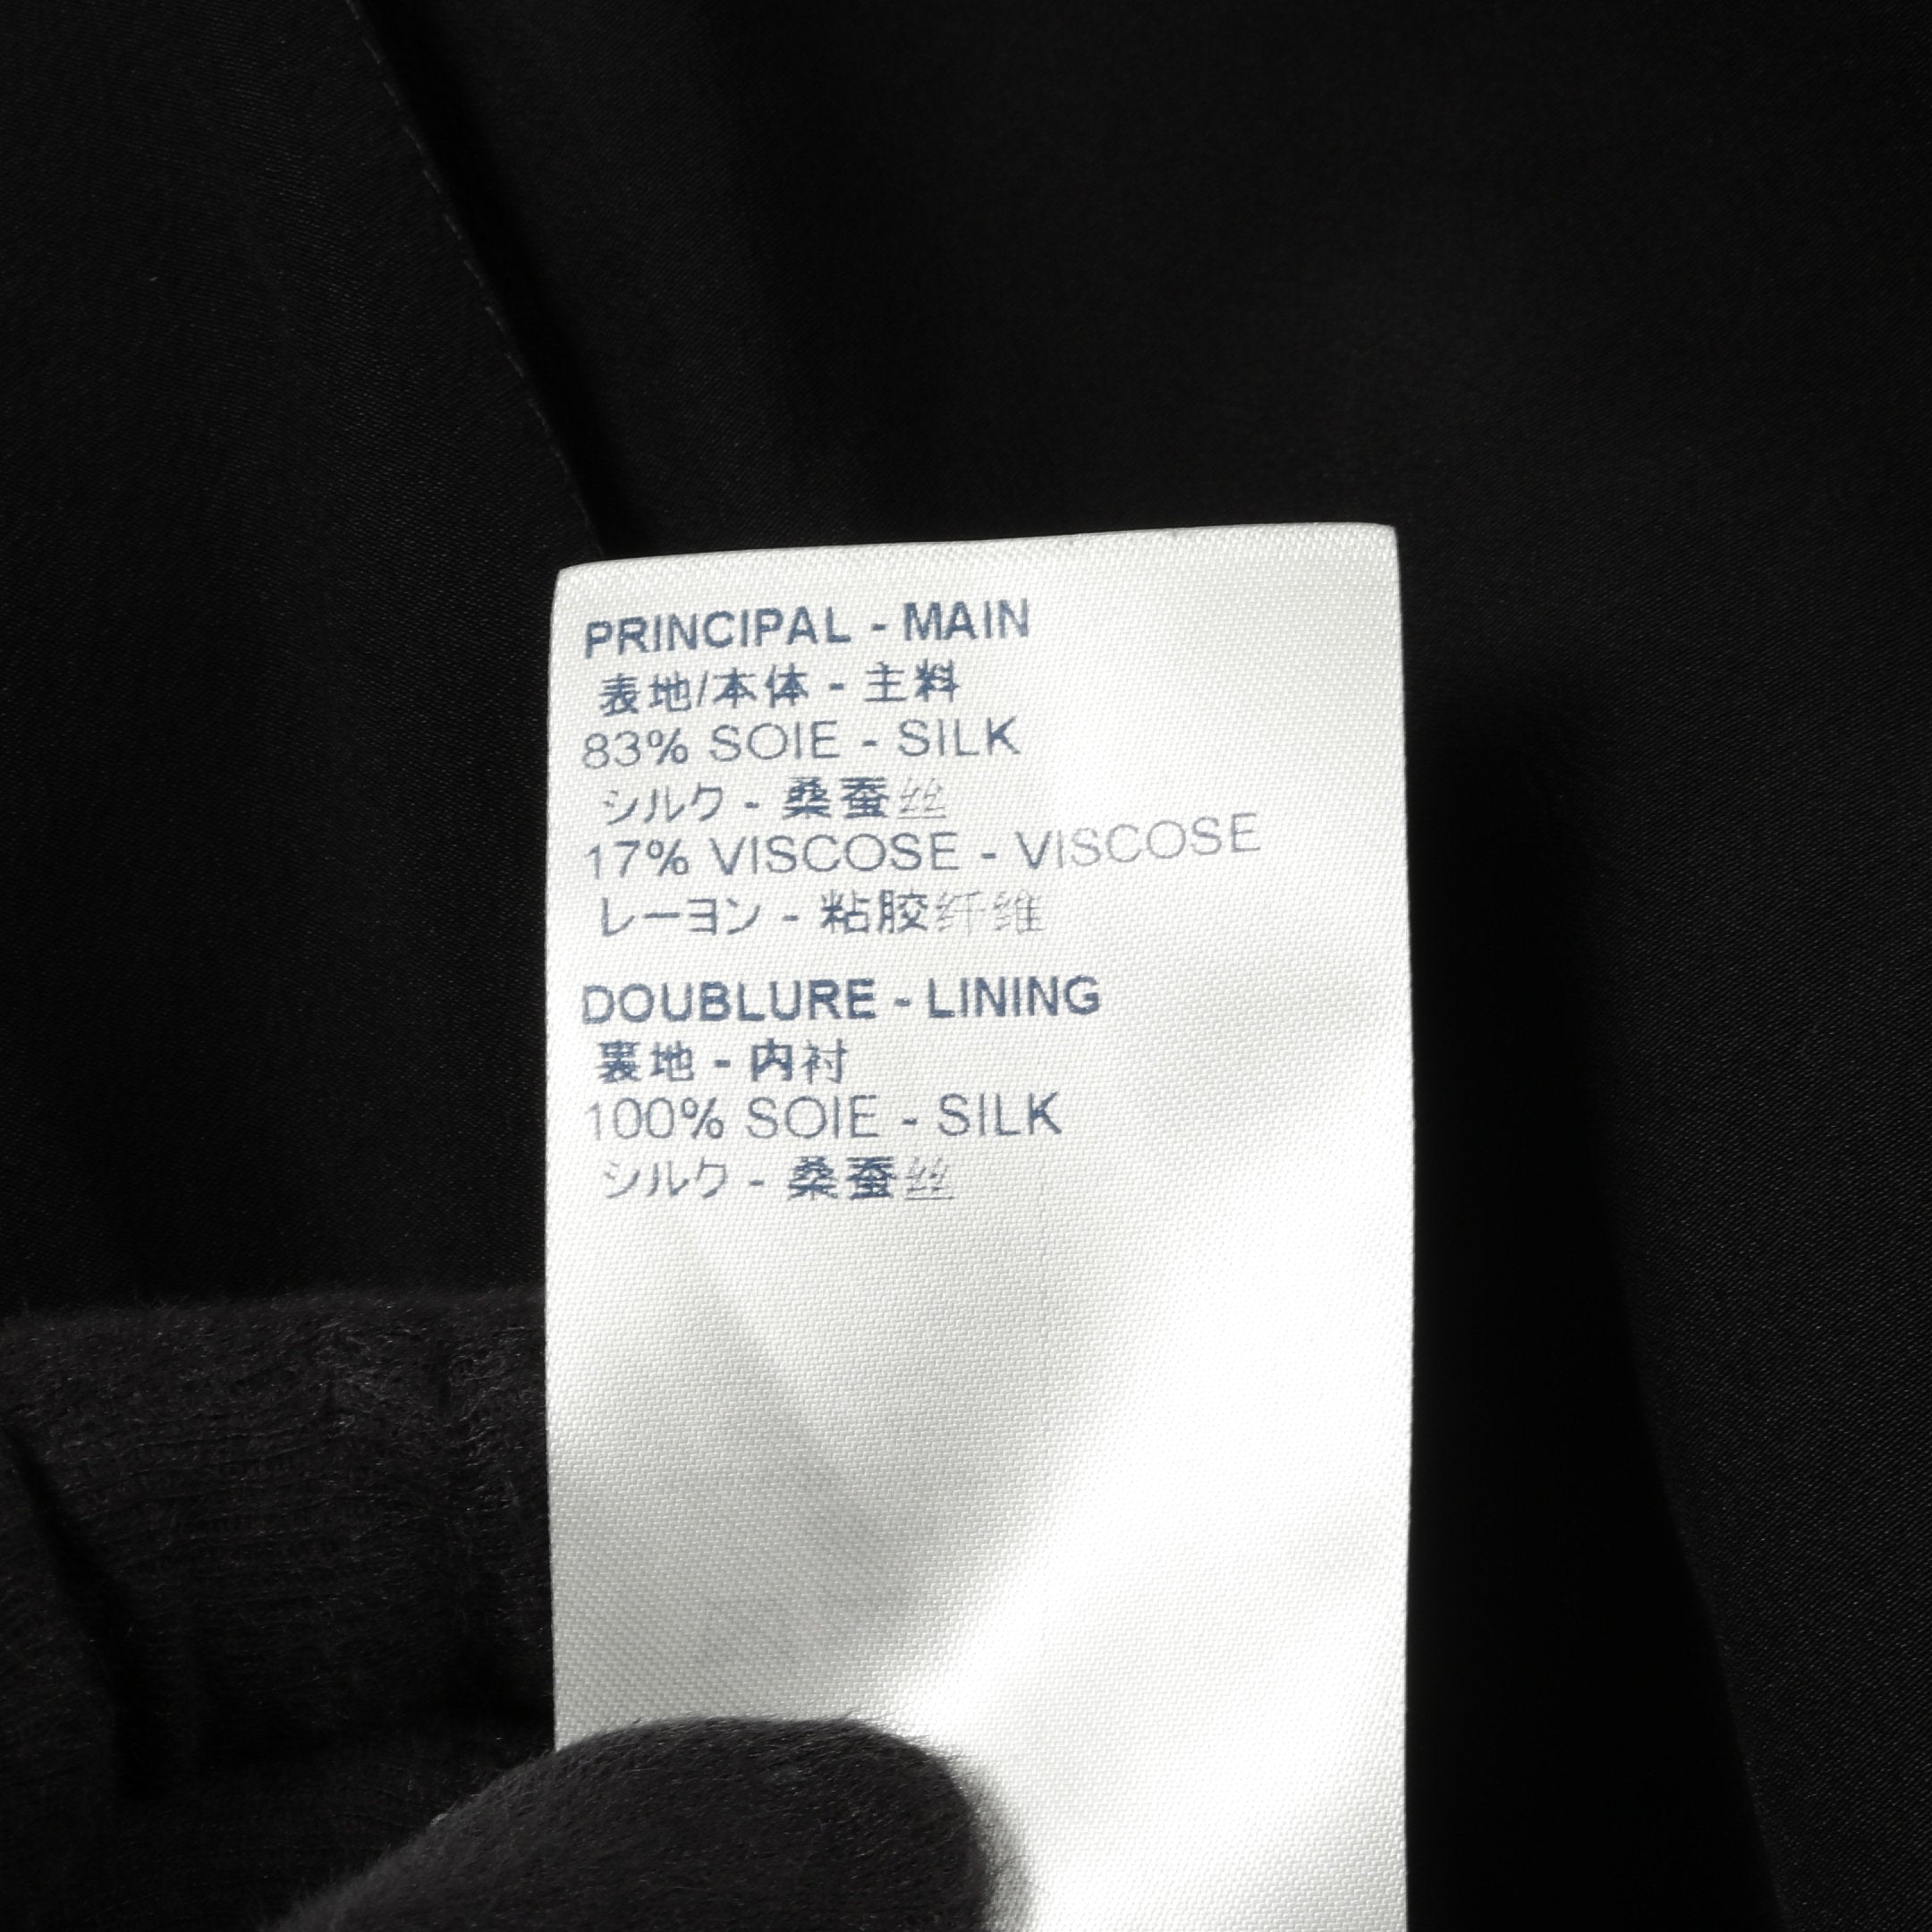 PRINCIPAL - MAIN
表地/本体 - 主料
83% SOIE - SILK
シルク - 桑蚕丝
17% VISCOSE - VISCOSE
レーヨン - 粘胶纤维
DOUBLURE - LINING
裏地 - 内衬
100% SOIE - SILK
シルク - 桑蚕丝